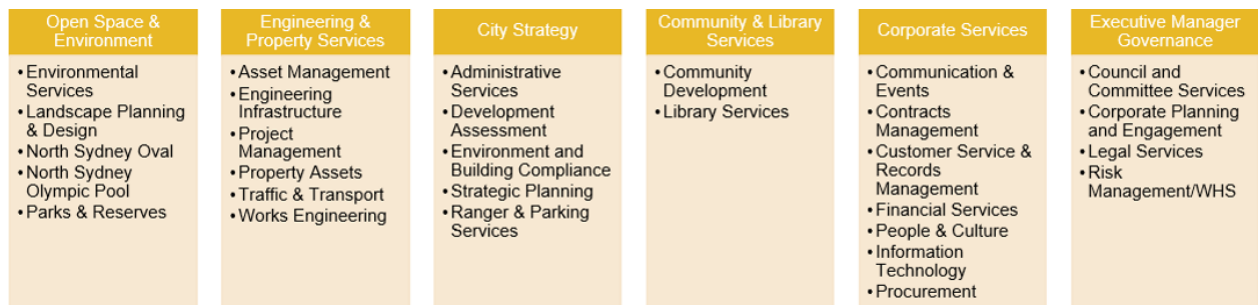 Open Space &
Environment
• Environmental
Services
• Landscape Planning
& Design
• North Sydney Oval
• North Sydney
Olympic Pool
• Parks & Reserves
Engineering &
Property Services
• Asset Management
• Engineering
Infrastructure
• Project
Management
• Property Assets
• Traffic & Transport
• Works Engineering
City Strategy
• Administrative
Services
• Development
Assessment
• Environment and
Building Compliance
• Strategic Planning
• Ranger & Parking
Services
Community & Library
Services
• Community
Development
• Library Services
Corporate Services
• Communication &
Events
• Contracts
Management
• Customer Service &
Records
Management
• Financial Services
• People & Culture
• Information
Technology
• Procurement
Executive Manager
Governance
• Council and
Committee Services
• Corporate Planning
and Engagement
• Legal Services
• Risk
Management/WHS